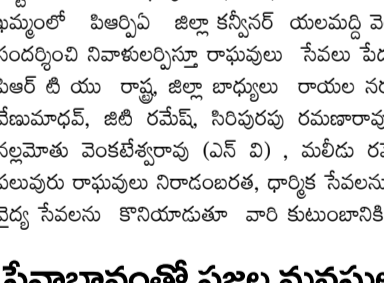 ఖమ్మంలో పిఆర్పిఏ జిల్లా కన్వీనర్ యలమద్ది
సందర్శించి నివాళులర్పిస్తూ రాఘవులు సేవలు
పిఆర్ టి యు రాష్ట్ర, జిల్లా బాధ్యులు రాయల
వేణుమాధవ్, జిటి రమేష్, సిరిపురపు రమణారావు
నల్లమోతు వెంకటేశ్వరావు (ఎన్ వి) , మలీడు
పలువురు రాఘవులు నిరాడంబరత, ధార్మిక సేవలను
వైద్య సేవలను కొనియాడుతూ వారి కుటుంబానికి